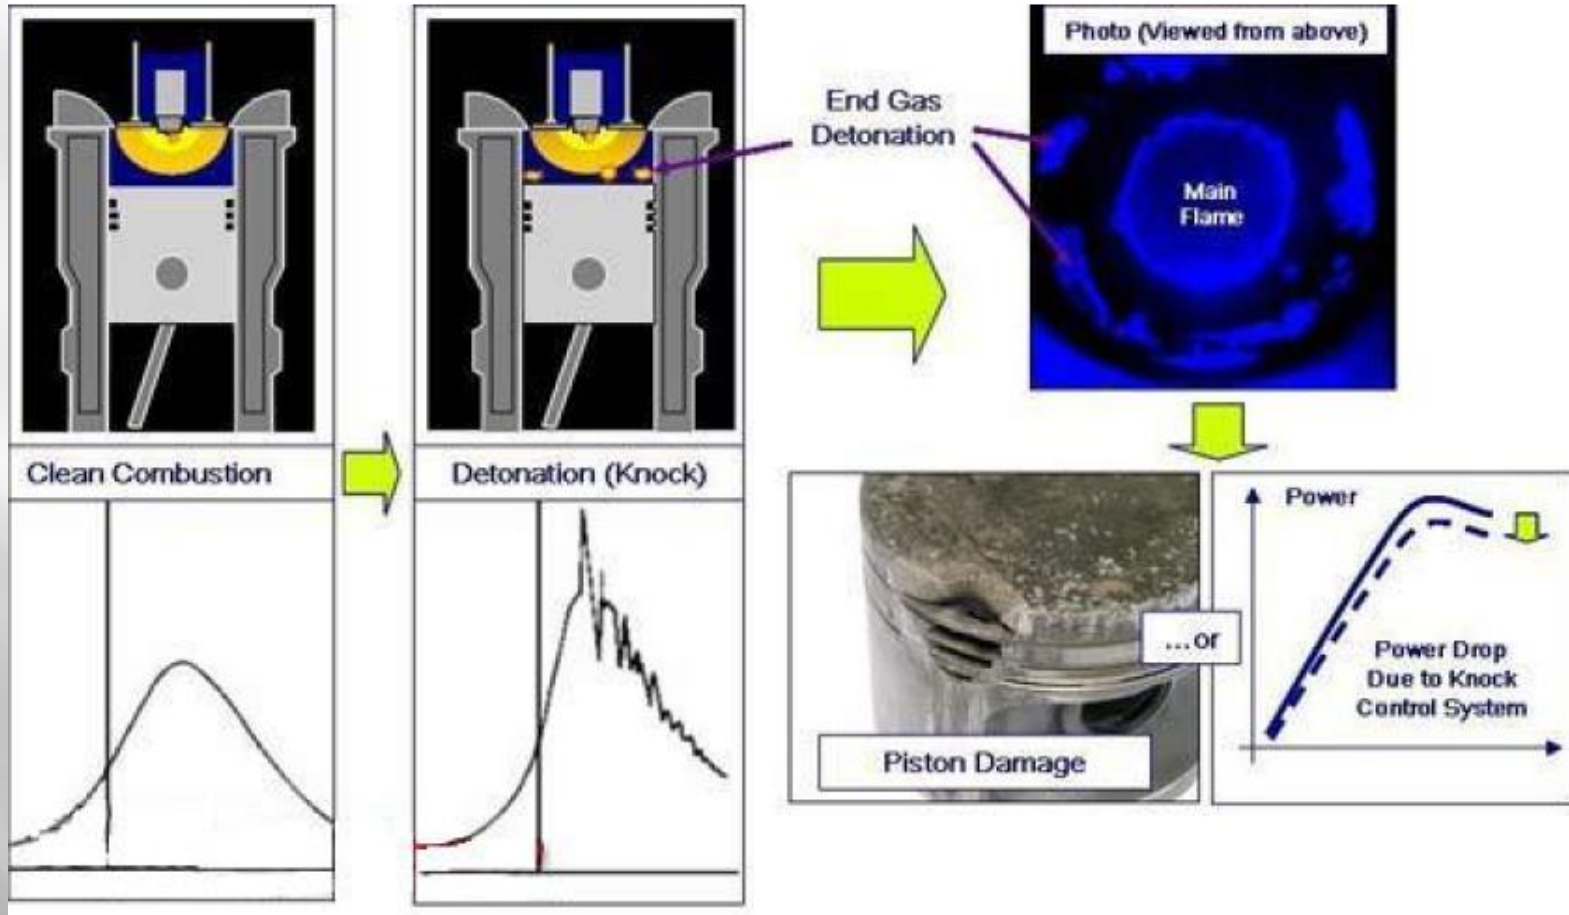 Photo (Viewed from above)
End Gas
Detonation
Main
Flame
Clean Combustion
Detonation (Knock)
Power
...or
Power Drop
Due to Knock
Control System
Piston Damage